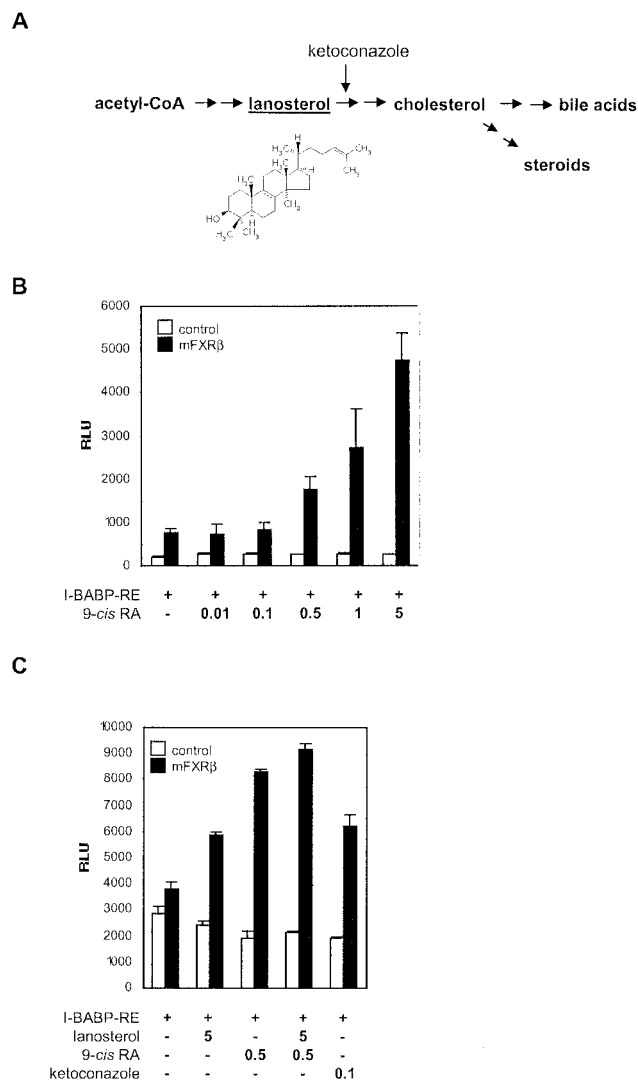 A
ketoconazole
acetyl-CoA lanosterol cholesterol bile acids
steroids
H₃C H CH₃
CH₃ H CH₃
CH₃
CH₃
HO H
H₃C CH₃
B
6000
control
mFXRβ
5000
4000
3000
2000
1000
0
RLU
I-BABP-RE + + + + + +
9-cis RA - 0.01 0.1 0.5 1 5
C
10000
control
mFXRβ
9000
8000
7000
6000
5000
4000
3000
2000
1000
0
RLU
I-BABP-RE + + + + +
lanosterol - 5 - 5 -
9-cis RA - - 0.5 0.5 -
ketoconazole - - - - 0.1